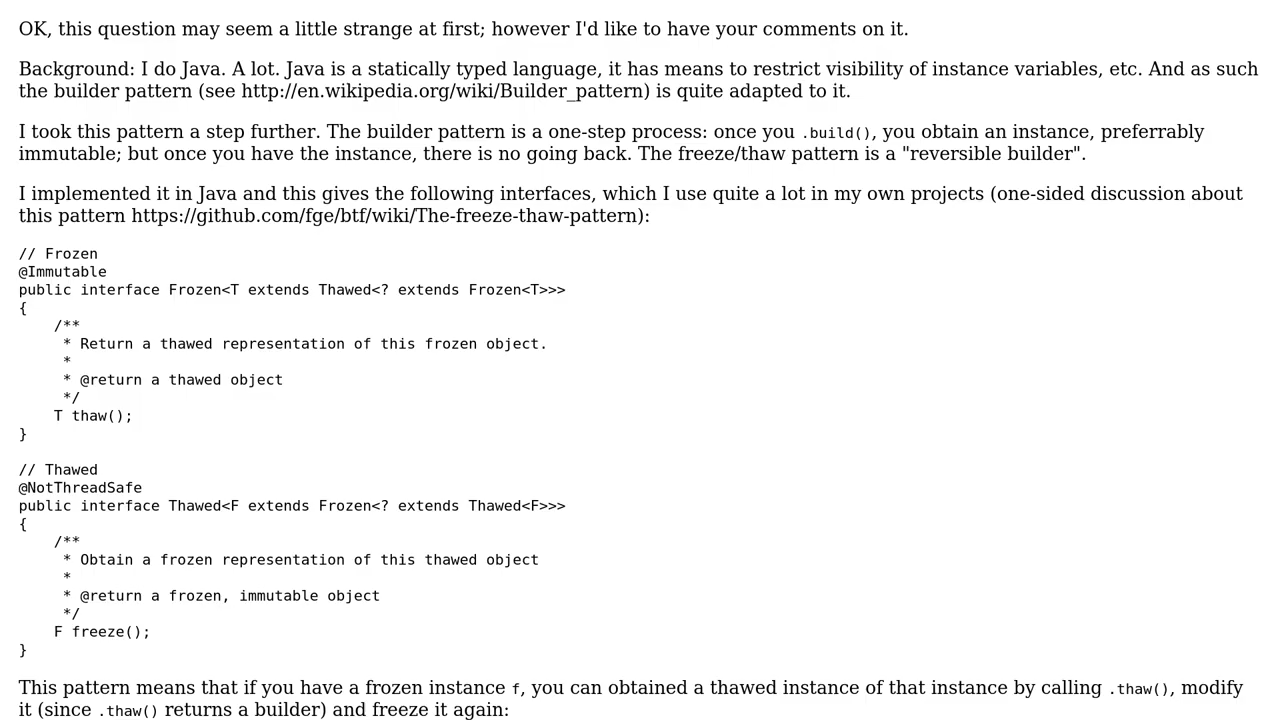 OK, this question may seem a little strange at first; however I'd like to have your comments on it.
Background: I do Java. A lot. Java is a statically typed language, it has means to restrict visibility of instance variables, etc. And as such
the builder pattern (see http://en.wikipedia.org/wiki/Builder_pattern) is quite adapted to it.
I took this pattern a step further. The builder pattern is a one-step process: once you .build(), you obtain an instance, preferrably
immutable; but once you have the instance, there is no going back. The freeze/thaw pattern is a "reversible builder".
I implemented it in Java and this gives the following interfaces, which I use quite a lot in my own projects (one-sided discussion about
this pattern https://github.com/fge/btf/wiki/The-freeze-thaw-pattern):
// Frozen
@Immutable
public interface Frozen<T extends Thawed<? extends Frozen<T>>>
{
    /**
     * Return a thawed representation of this frozen object.
     *
     * @return a thawed object
     */
    T thaw();
}
// Thawed
@NotThreadSafe
public interface Thawed<F extends Frozen<? extends Thawed<F>>>
{
    /**
     * Obtain a frozen representation of this thawed object
     *
     * @return a frozen, immutable object
     */
    F freeze();
}
This pattern means that if you have a frozen instance f, you can obtained a thawed instance of that instance by calling .thaw(), modify
it (since .thaw() returns a builder) and freeze it again: